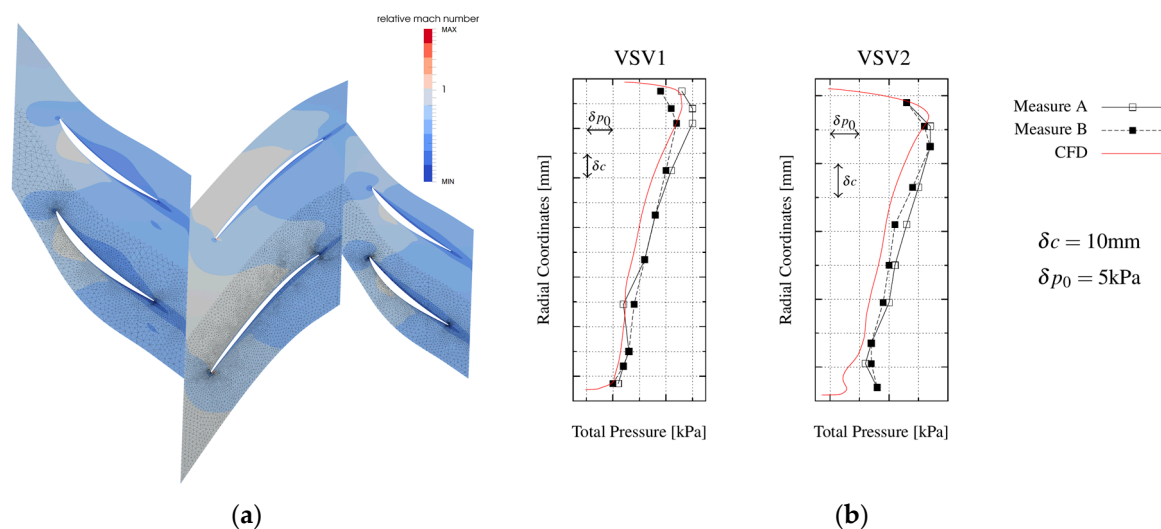 relative mach number
MAX
1
MIN
(a)
VSV1
δp₀
δc
Radial Coordinates [mm]
Total Pressure [kPa]
VSV2
δp₀
δc
Radial Coordinates [mm]
Total Pressure [kPa]
Measure A
Measure B
CFD
δc = 10mm
δp₀ = 5kPa
(b)